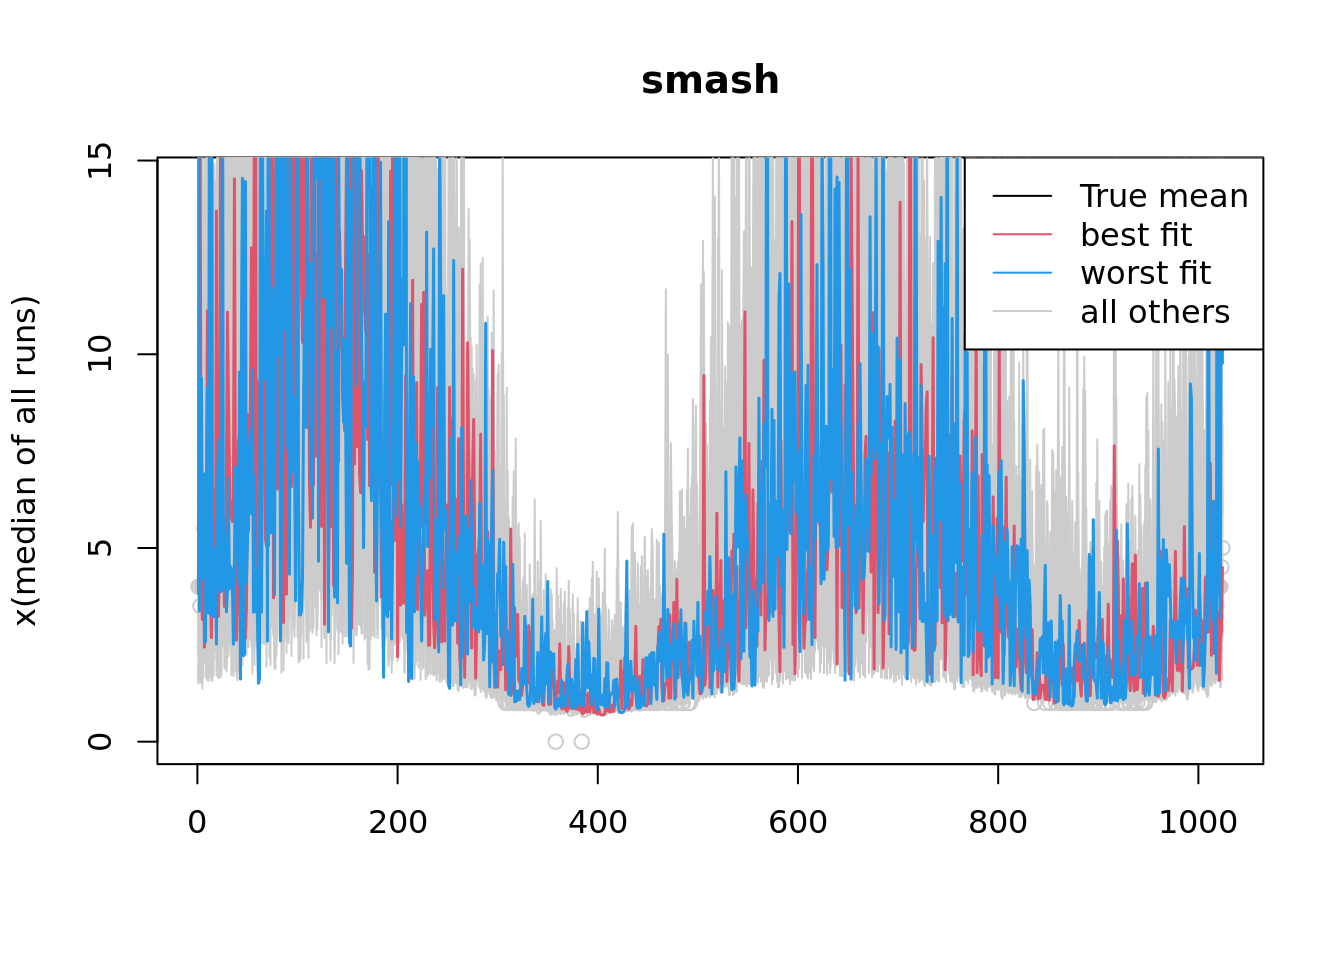 smash
x(median of all runs)
15
10
5
0
True mean
best fit
worst fit
all others
0 200 400 600 800 1000